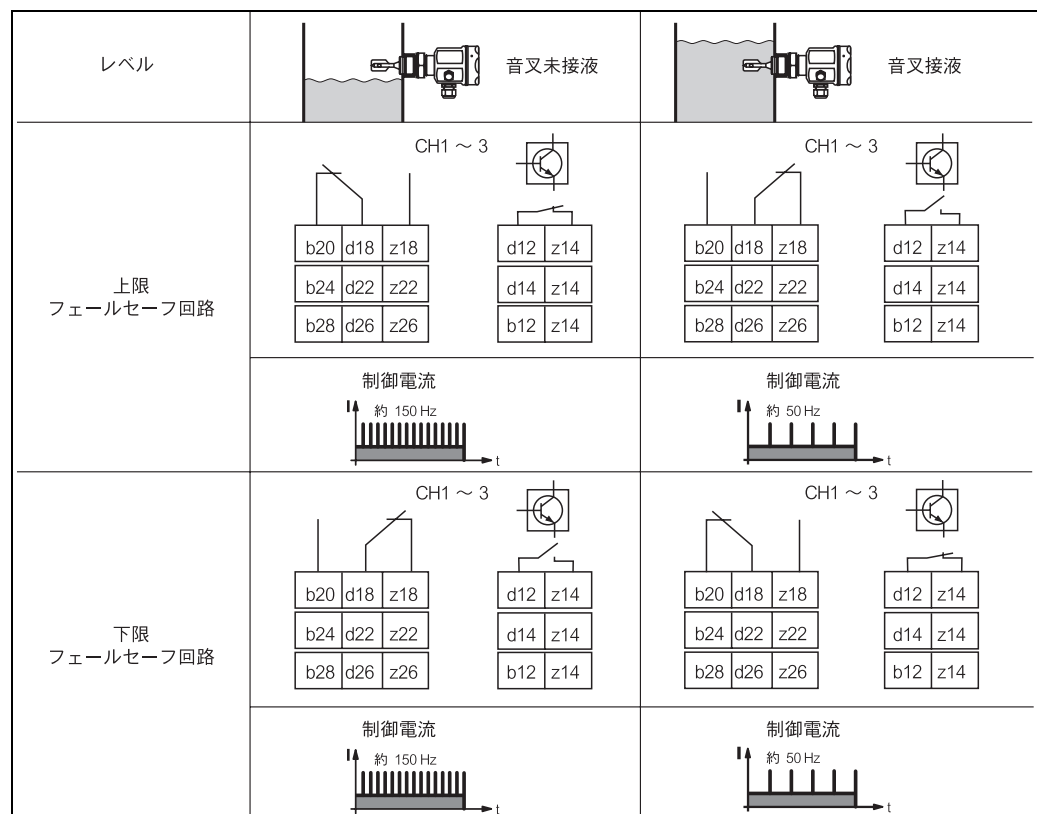 レベル
音叉未接液
音叉接液
上限
フェールセーフ回路
CH1 ～ 3
b20 d18 z18
d12 z14
b24 d22 z22
d14 z14
b28 d26 z26
b12 z14
CH1 ～ 3
b20 d18 z18
d12 z14
b24 d22 z22
d14 z14
b28 d26 z26
b12 z14
制御電流
I
約 150 Hz
t
制御電流
I
約 50 Hz
t
下限
フェールセーフ回路
CH1 ～ 3
b20 d18 z18
d12 z14
b24 d22 z22
d14 z14
b28 d26 z26
b12 z14
CH1 ～ 3
b20 d18 z18
d12 z14
b24 d22 z22
d14 z14
b28 d26 z26
b12 z14
制御電流
I
約 150 Hz
t
制御電流
I
約 50 Hz
t